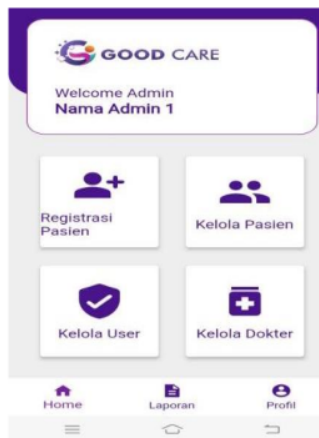 GOOD CARE
Welcome Admin
Nama Admin 1
Registrasi
Pasien
Kelola Pasien
Kelola User
Kelola Dokter
Home
Laporan
Profil